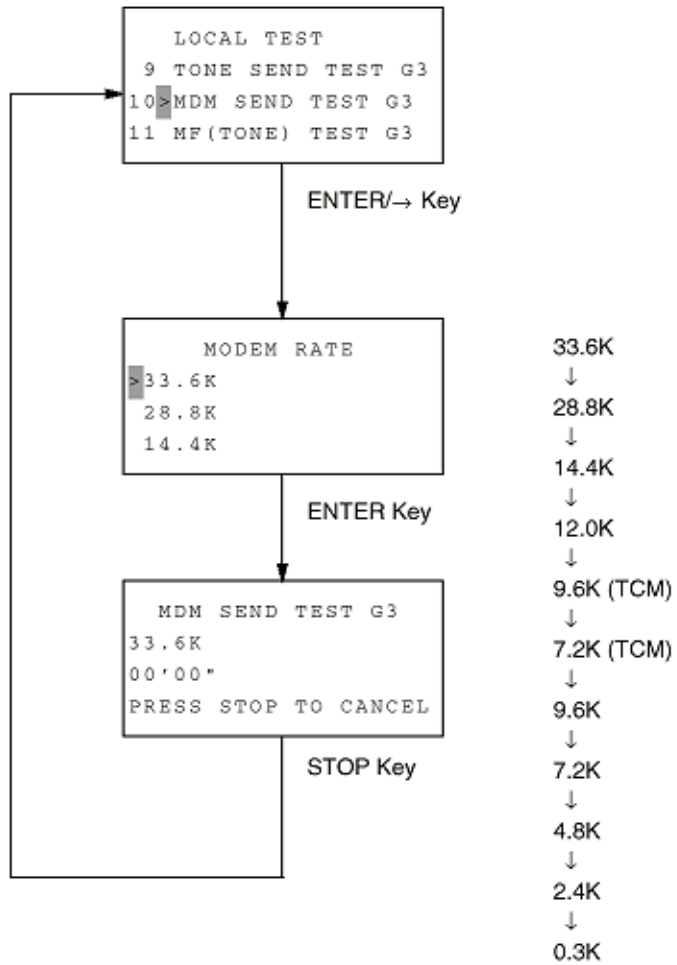 LOCAL TEST
9 TONE SEND TEST G3
10>MDM SEND TEST G3
11 MF(TONE) TEST G3
ENTER/→ Key
MODEM RATE
>33.6K
28.8K
14.4K
ENTER Key
MDM SEND TEST G3
33.6K
00'00"
PRESS STOP TO CANCEL
STOP Key
33.6K
↓
28.8K
↓
14.4K
↓
12.0K
↓
9.6K (TCM)
↓
7.2K (TCM)
↓
9.6K
↓
7.2K
↓
4.8K
↓
2.4K
↓
0.3K